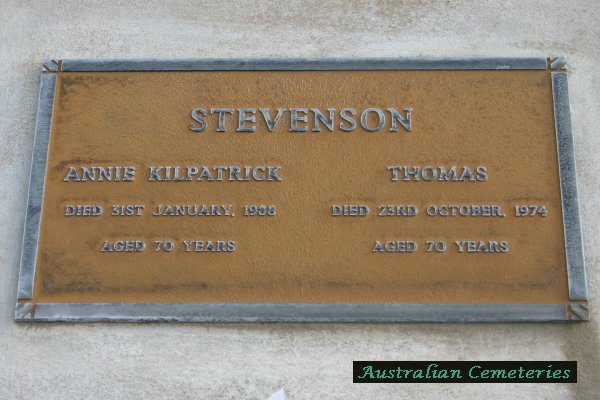 STEVENSON
ANNIE KILPATRICK
DIED 31ST JANUARY,
AGED 70 YEARS
THOMAS
DIED 23RD OCTOBER, 1974
AGED 70 YEARS
Australian Cemeteries